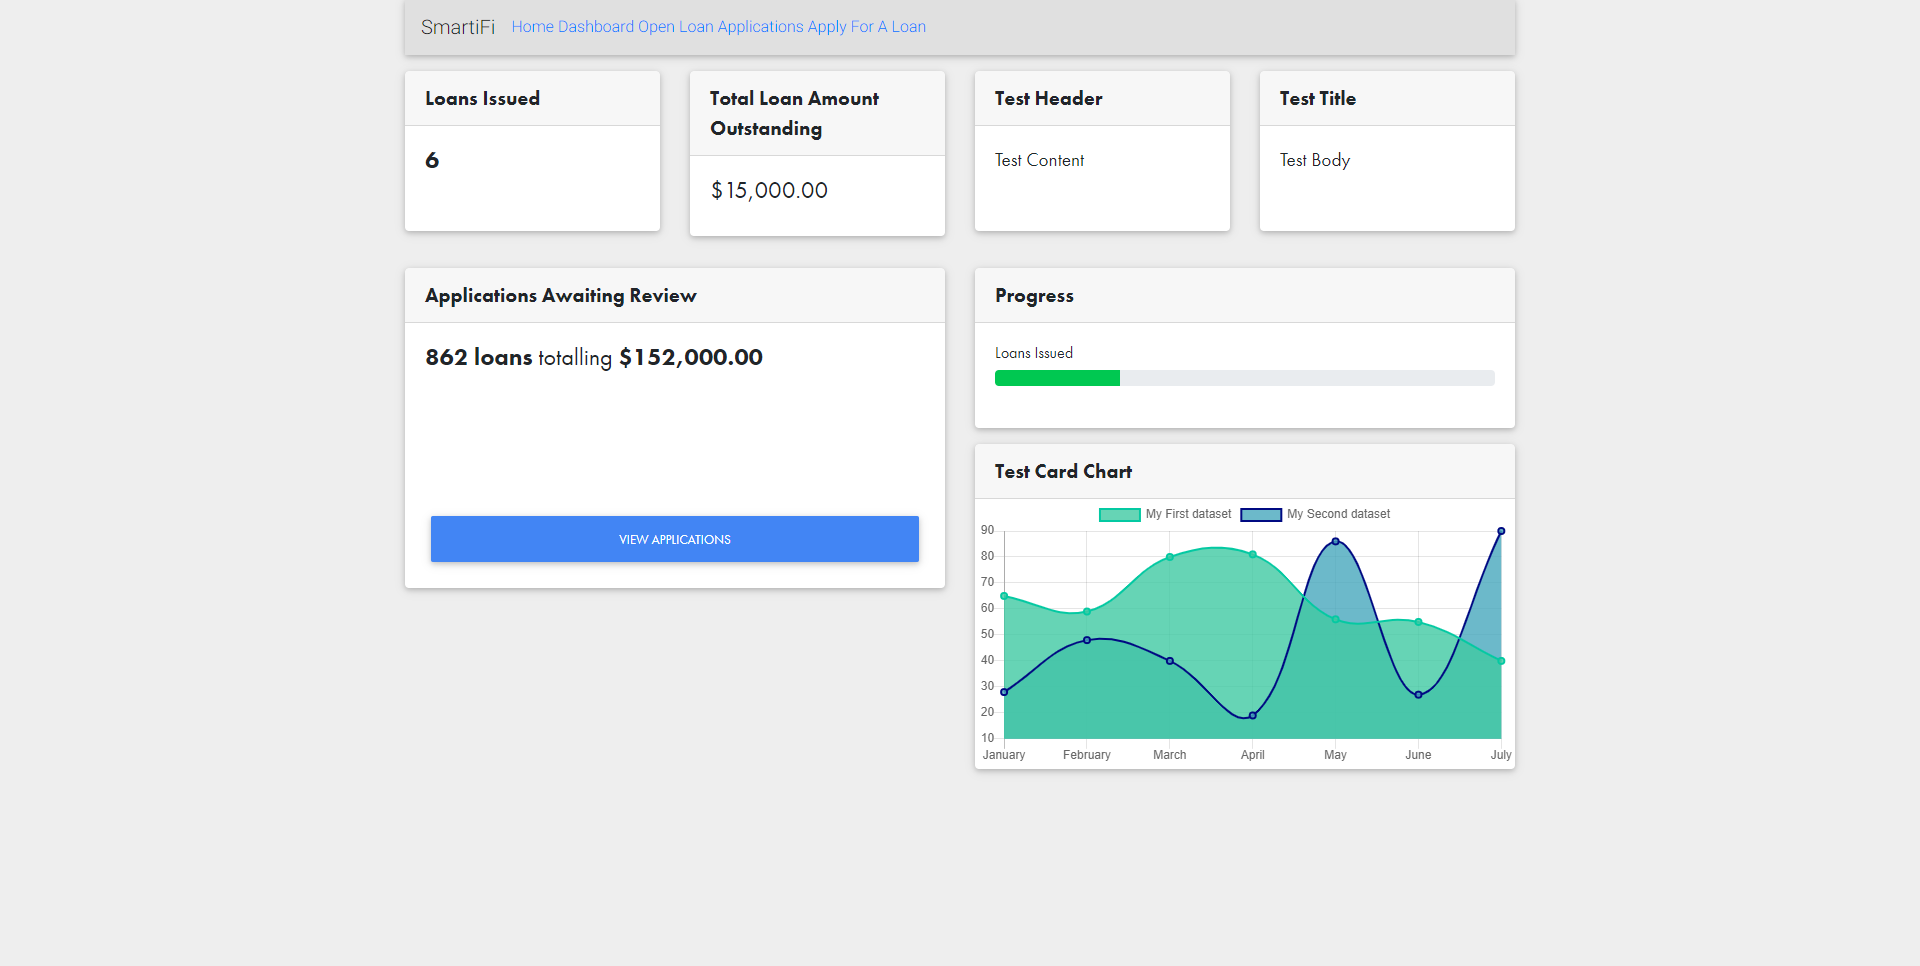 SmartiFi Home Dashboard Open Loan Applications Apply For A Loan
Loans Issued
6
Total Loan Amount
Outstanding
$15,000.00
Test Header
Test Content
Test Title
Test Body
Applications Awaiting Review
862 loans totalling $152,000.00
VIEW APPLICATIONS
Progress
Loans Issued
Test Card Chart
My First dataset My Second dataset
90
80
70
60
50
40
30
20
10
January February March April May June July